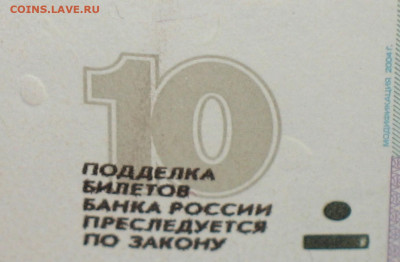 COINS.LAVE.RU
10
МОДИФИКАЦИЯ 2004 Г.
ПОДДЕЛКА
БИЛЕТОВ
БАНКА РОССИИ
ПРЕСЛЕДУЕТСЯ
ПО ЗАКОНУ